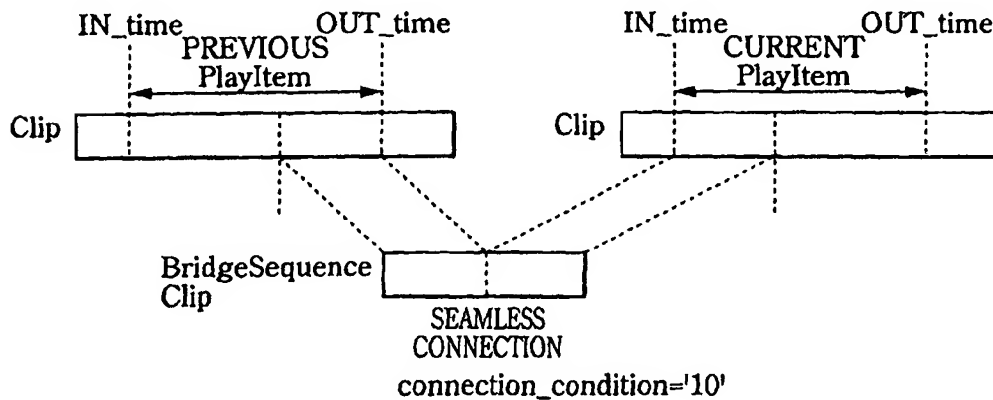 IN_time OUT_time IN_time OUT_time
PREVIOUS CURRENT
PlayItem PlayItem
Clip Clip
BridgeSequence
Clip
SEAMLESS
CONNECTION
connection_condition='10'